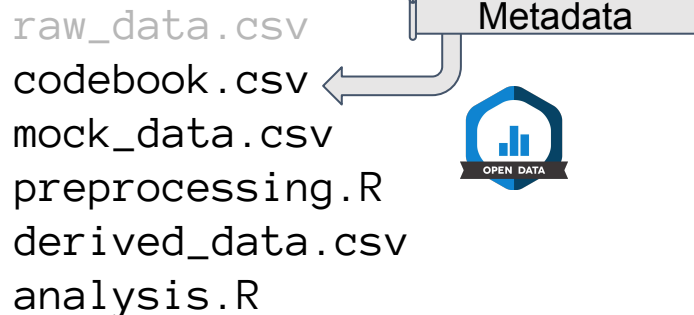 raw_data.csv
Metadata
codebook.csv
mock_data.csv
OPEN DATA
preprocessing.R
derived_data.csv
analysis.R